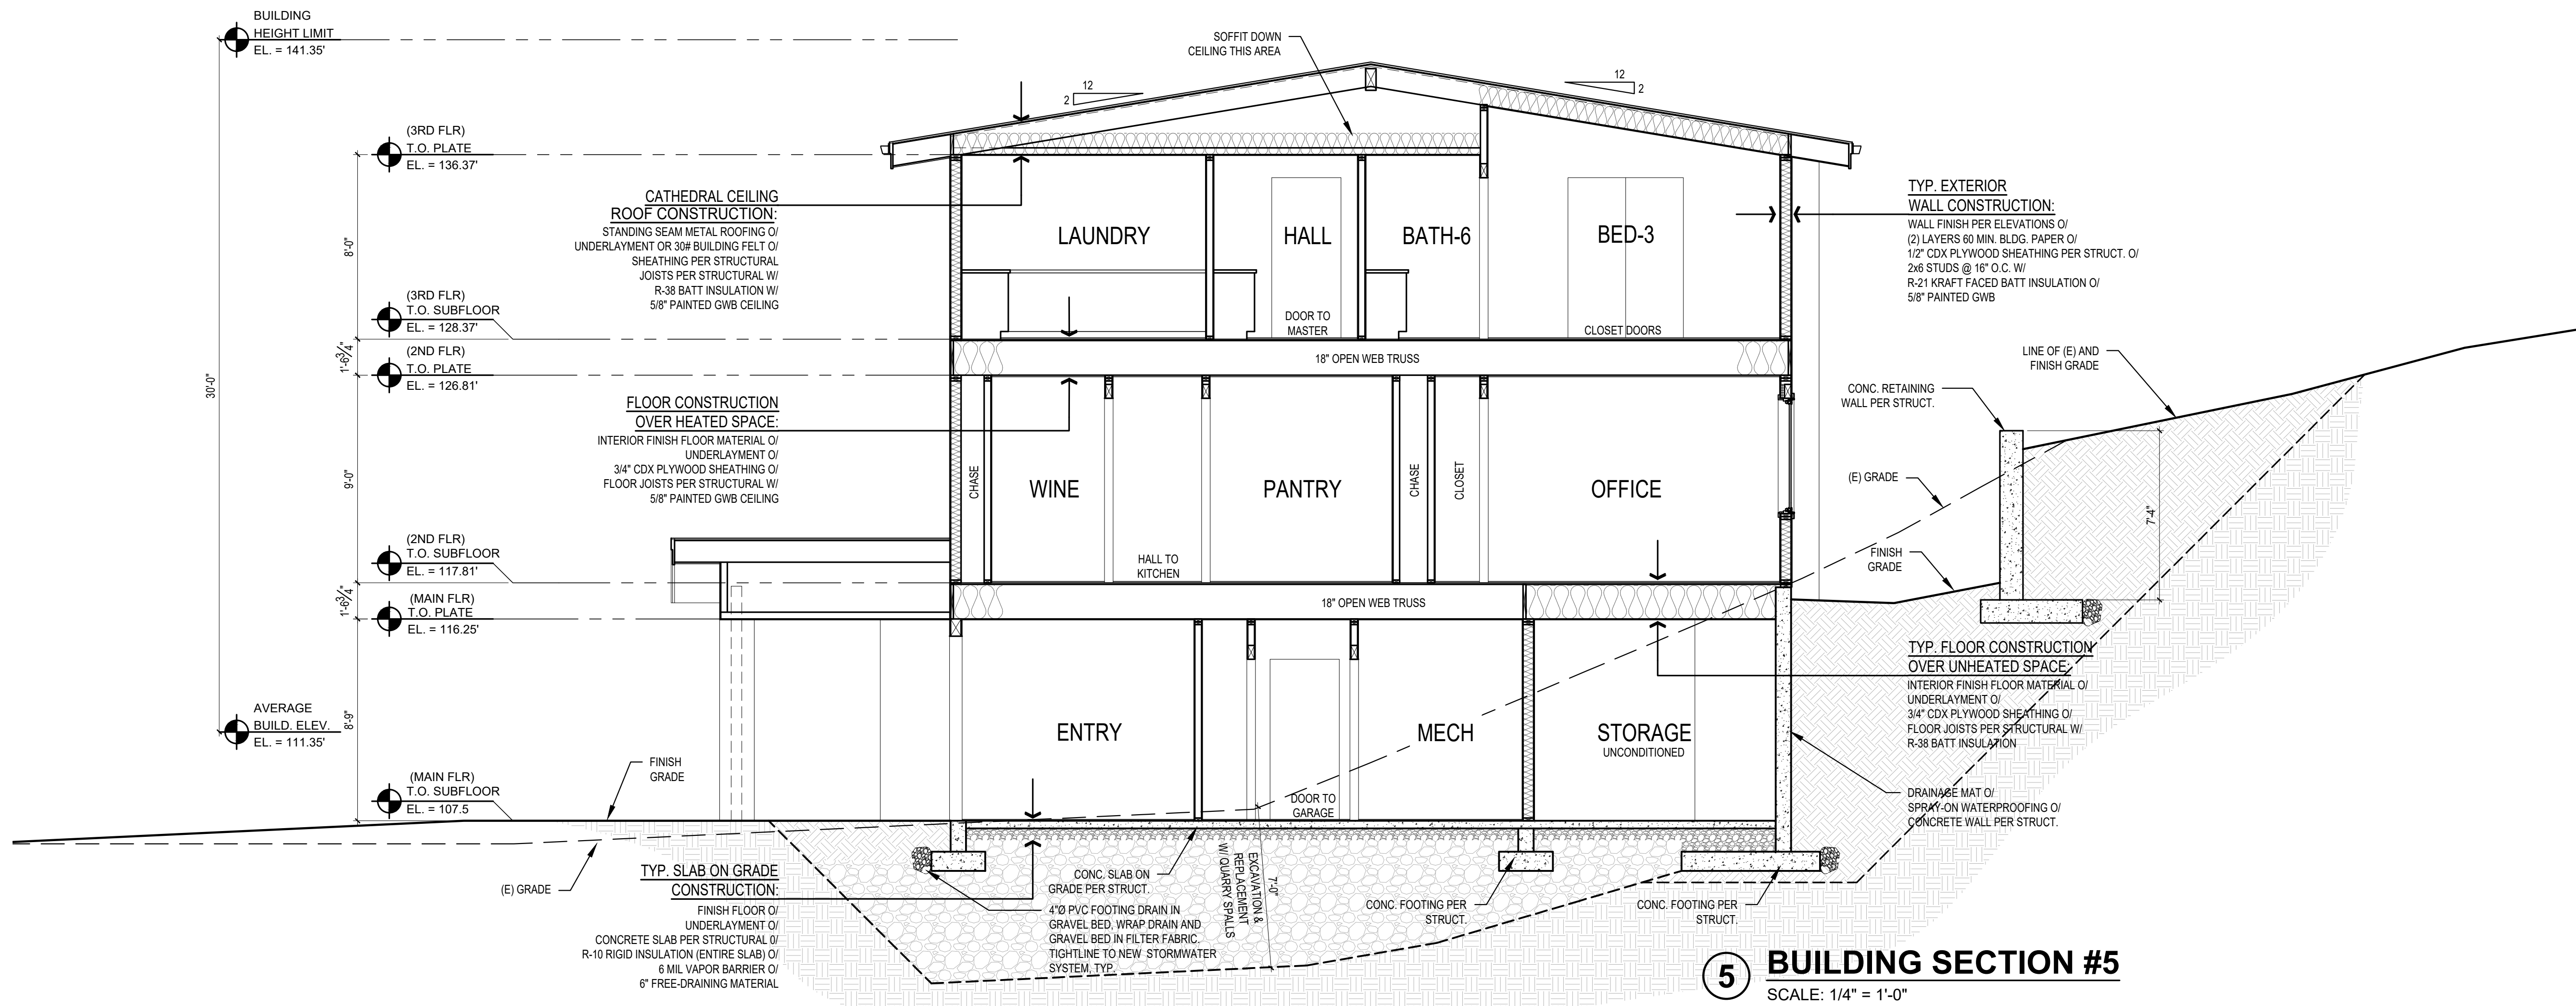 BUILDING
HEIGHT LIMIT
EL. = 141.35'
30'-0"
AVERAGE
BUILD. ELEV.
EL. = 111.35'
(3RD FLR)
T.O. PLATE
EL. = 136.37'
8'-0"
(3RD FLR)
T.O. SUBFLOOR
EL. = 128.37'
1'-6 3/4"
(2ND FLR)
T.O. PLATE
EL. = 126.81'
9'-0"
(2ND FLR)
T.O. SUBFLOOR
EL. = 117.81'
1'-6 3/4"
(MAIN FLR)
T.O. PLATE
EL. = 116.25'
8'-9"
(MAIN FLR)
T.O. SUBFLOOR
EL. = 107.5
CATHEDRAL CEILING
ROOF CONSTRUCTION:
STANDING SEAM METAL ROOFING O/
UNDERLAYMENT OR 30# BUILDING FELT O/
SHEATHING PER STRUCTURAL
JOISTS PER STRUCTURAL W/
R-38 BATT INSULATION W/
5/8" PAINTED GWB CEILING
FLOOR CONSTRUCTION
OVER HEATED SPACE:
INTERIOR FINISH FLOOR MATERIAL O/
UNDERLAYMENT O/
3/4" CDX PLYWOOD SHEATHING O/
FLOOR JOISTS PER STRUCTURAL W/
5/8" PAINTED GWB CEILING
FINISH
GRADE
(E) GRADE
TYP. SLAB ON GRADE
CONSTRUCTION:
FINISH FLOOR O/
UNDERLAYMENT O/
CONCRETE SLAB PER STRUCTURAL 0/
R-10 RIGID INSULATION (ENTIRE SLAB) O/
6 MIL VAPOR BARRIER O/
6" FREE-DRAINING MATERIAL
SOFFIT DOWN
CEILING THIS AREA
12
2
12
2
LAUNDRY
HALL
BATH-6
BED-3
DOOR TO
MASTER
CLOSET DOORS
18" OPEN WEB TRUSS
CHASE
WINE
PANTRY
CHASE
CLOSET
OFFICE
HALL TO
KITCHEN
18" OPEN WEB TRUSS
ENTRY
MECH
STORAGE
UNCONDITIONED
DOOR TO
GARAGE
CONC. SLAB ON
GRADE PER STRUCT.
4"Ø PVC FOOTING DRAIN IN
GRAVEL BED, WRAP DRAIN AND
GRAVEL BED IN FILTER FABRIC.
TIGHTLINE TO NEW STORMWATER
SYSTEM, TYP.
EXCAVATION &
REPLACEMENT
W/ QUARRY SPALLS
7'-0"
CONC. FOOTING PER
STRUCT.
CONC. FOOTING PER
STRUCT.
TYP. EXTERIOR
WALL CONSTRUCTION:
WALL FINISH PER ELEVATIONS O/
(2) LAYERS 60 MIN. BLDG. PAPER O/
1/2" CDX PLYWOOD SHEATHING PER STRUCT. O/
2x6 STUDS @ 16" O.C. W/
R-21 KRAFT FACED BATT INSULATION O/
5/8" PAINTED GWB
LINE OF (E) AND
FINISH GRADE
CONC. RETAINING
WALL PER STRUCT.
(E) GRADE
7'-4"
FINISH
GRADE
TYP. FLOOR CONSTRUCTION
OVER UNHEATED SPACE:
INTERIOR FINISH FLOOR MATERIAL O/
UNDERLAYMENT O/
3/4" CDX PLYWOOD SHEATHING O/
FLOOR JOISTS PER STRUCTURAL W/
R-38 BATT INSULATION
DRAINAGE MAT O/
SPRAY-ON WATERPROOFING O/
CONCRETE WALL PER STRUCT.
5
BUILDING SECTION #5
SCALE: 1/4" = 1'-0"